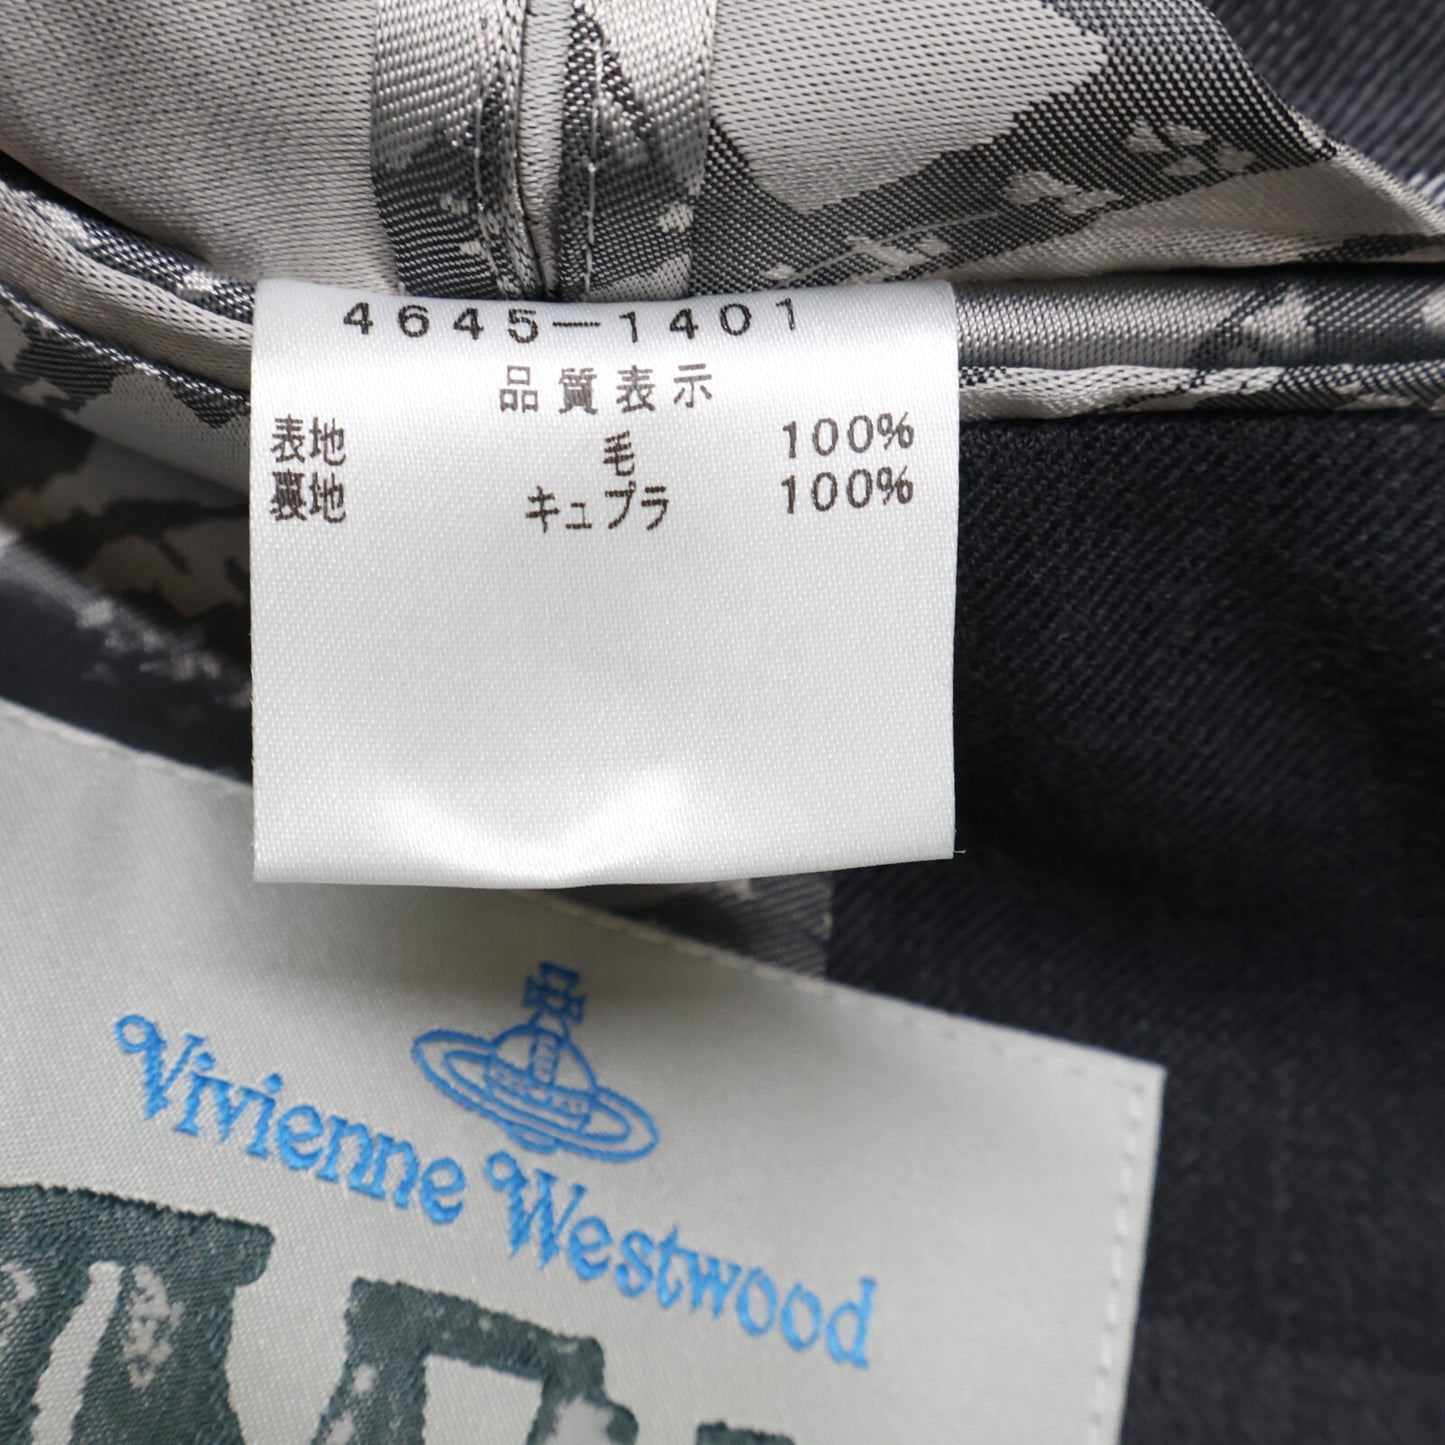 4645-1401
品質表示
表地 毛 100%
裏地 キュプラ 100%
Vivienne Westwood